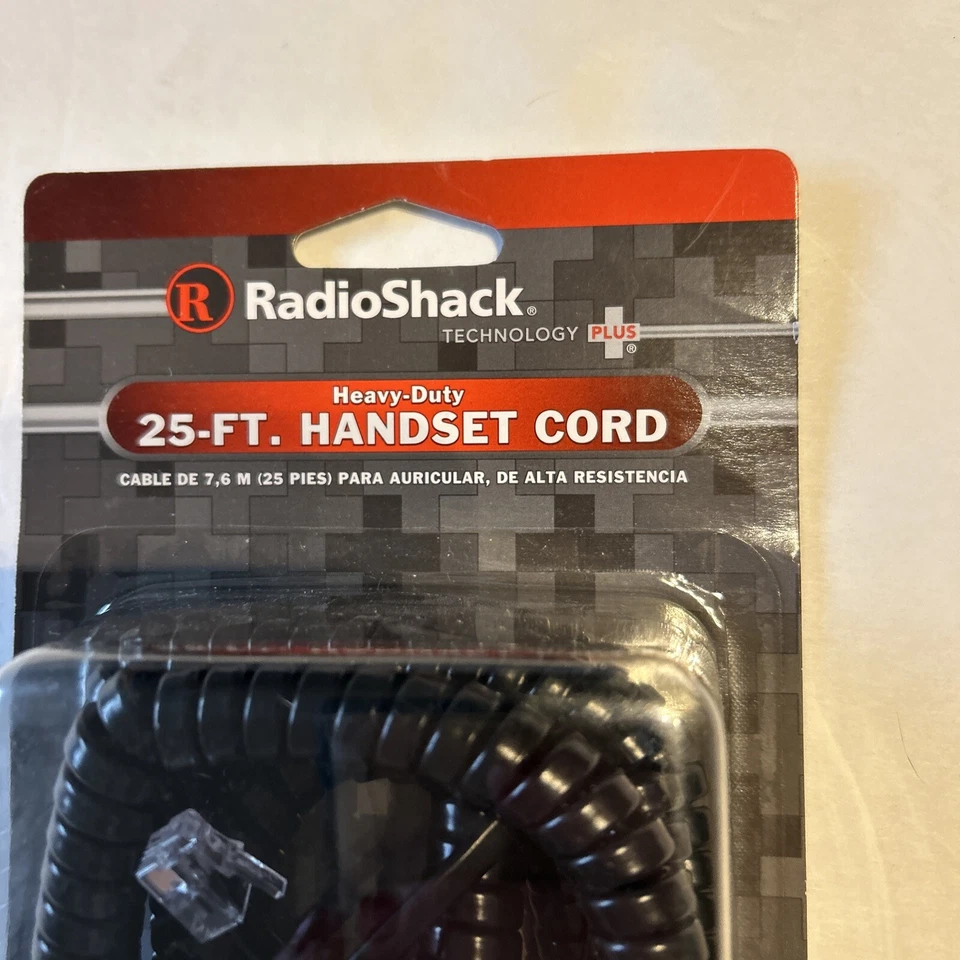 R RadioShack®
TECHNOLOGY PLUS®
Heavy-Duty
25-FT. HANDSET CORD
CABLE DE 7,6 M (25 PIES) PARA AURICULAR, DE ALTA RESISTENCIA